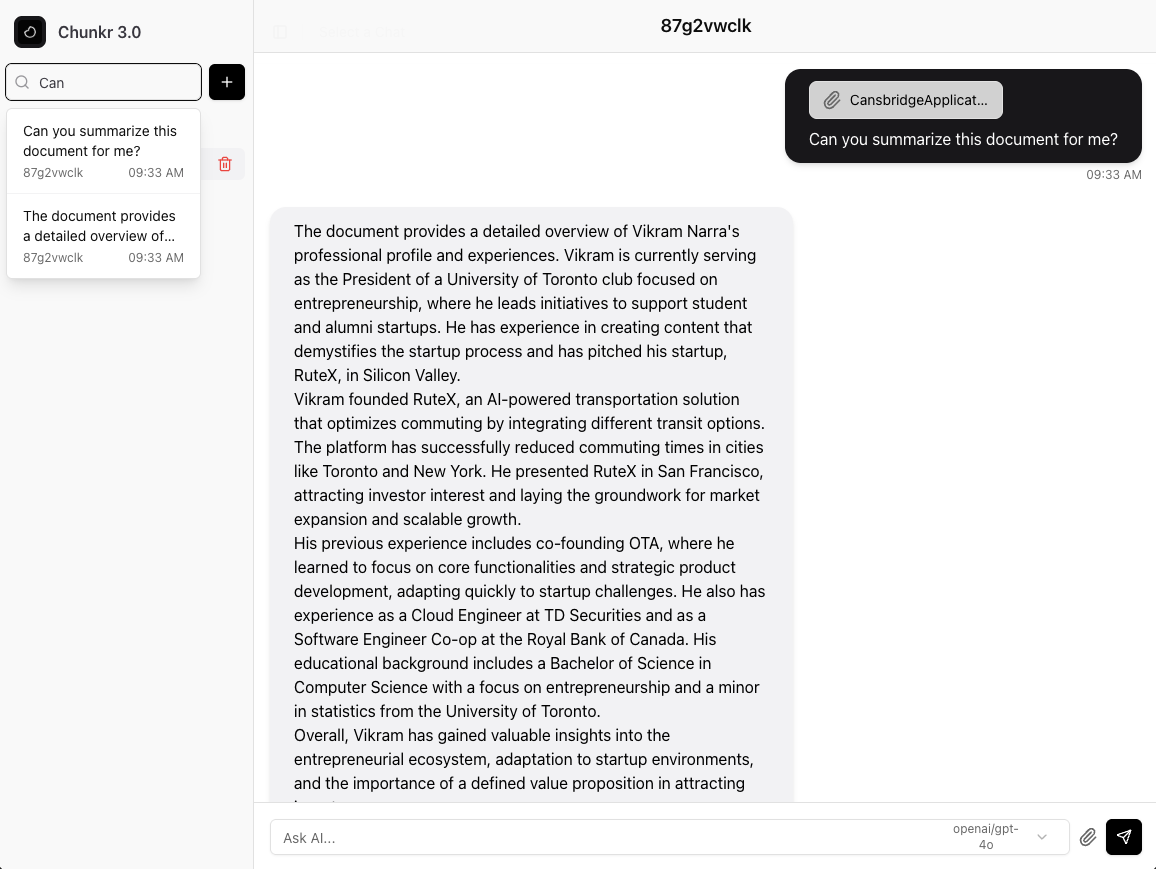 Chunkr 3.0
Can
Can you summarize this
document for me?
87g2vwclk 09:33 AM
The document provides
a detailed overview of...
87g2vwclk 09:33 AM
87g2vwclk
CansbridgeApplicat...
Can you summarize this document for me?
09:33 AM
The document provides a detailed overview of Vikram Narra's
professional profile and experiences. Vikram is currently serving
as the President of a University of Toronto club focused on
entrepreneurship, where he leads initiatives to support student
and alumni startups. He has experience in creating content that
demystifies the startup process and has pitched his startup,
RuteX, in Silicon Valley.
Vikram founded RuteX, an AI-powered transportation solution
that optimizes commuting by integrating different transit options.
The platform has successfully reduced commuting times in cities
like Toronto and New York. He presented RuteX in San Francisco,
attracting investor interest and laying the groundwork for market
expansion and scalable growth.
His previous experience includes co-founding OTA, where he
learned to focus on core functionalities and strategic product
development, adapting quickly to startup challenges. He also has
experience as a Cloud Engineer at TD Securities and as a
Software Engineer Co-op at the Royal Bank of Canada. His
educational background includes a Bachelor of Science in
Computer Science with a focus on entrepreneurship and a minor
in statistics from the University of Toronto.
Overall, Vikram has gained valuable insights into the
entrepreneurial ecosystem, adaptation to startup environments,
and the importance of a defined value proposition in attracting
Ask AI...
openai/gpt-
4o